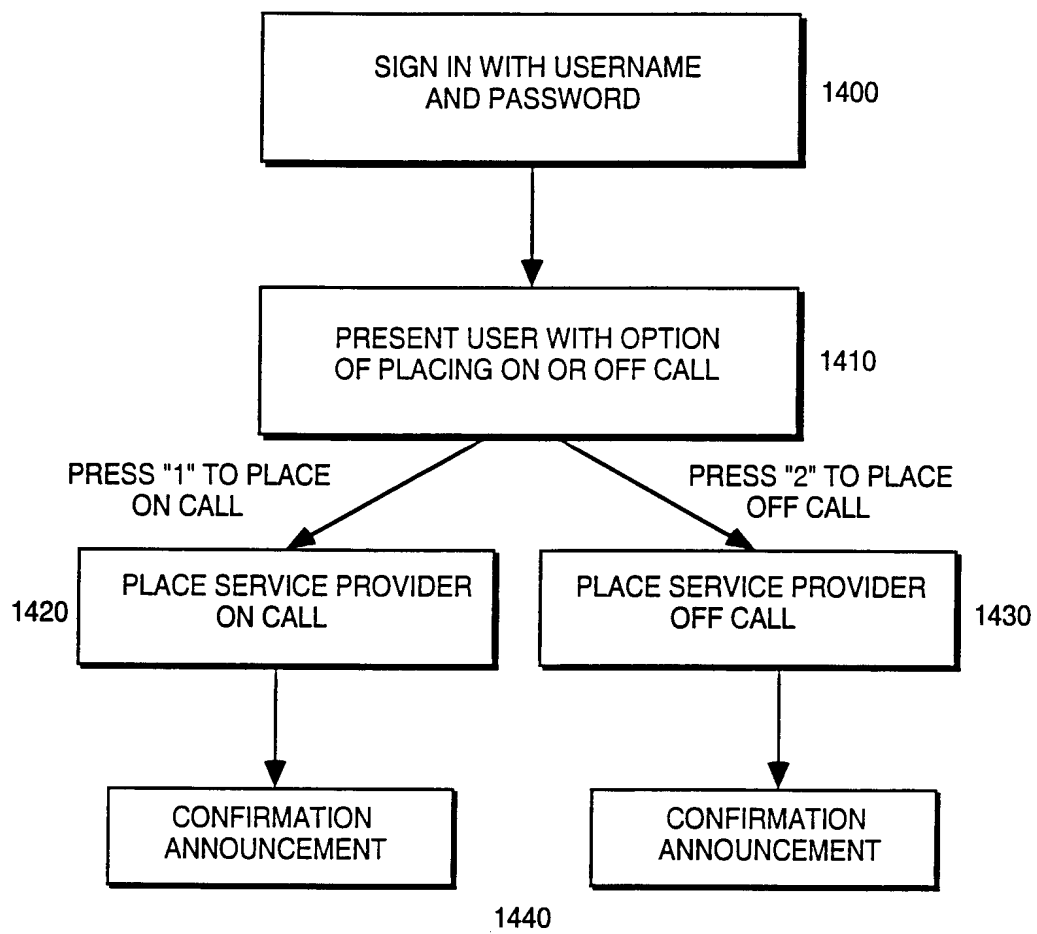 SIGN IN WITH USERNAME
AND PASSWORD
1400
PRESENT USER WITH OPTION
OF PLACING ON OR OFF CALL
1410
PRESS "1" TO PLACE
ON CALL
PRESS "2" TO PLACE
OFF CALL
1420
PLACE SERVICE PROVIDER
ON CALL
PLACE SERVICE PROVIDER
OFF CALL
1430
CONFIRMATION
ANNOUNCEMENT
CONFIRMATION
ANNOUNCEMENT
1440